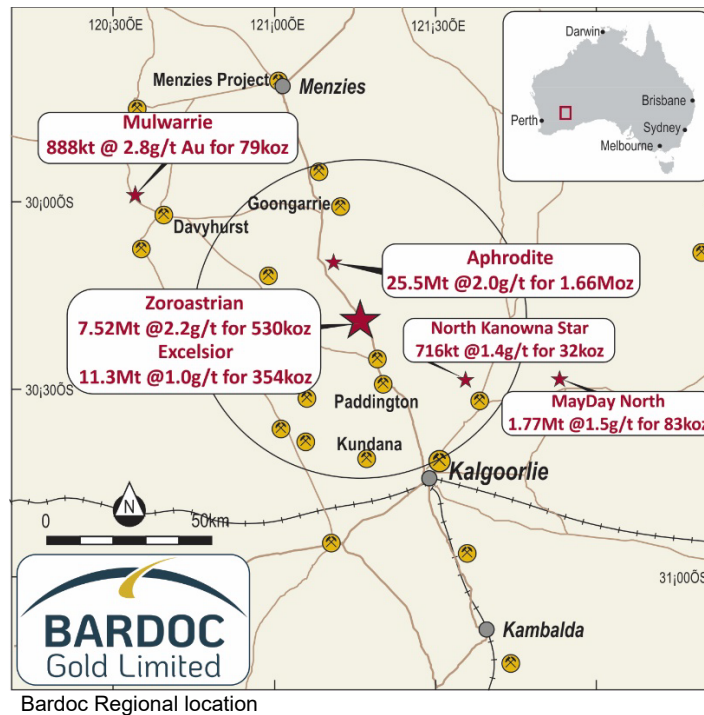 120¡30ÕE
121¡00ÕE
121¡30ÕE
Darwin
Brisbane
Perth
Sydney
Melbourne
Menzies Project
Menzies
Mulwarrie
888kt @ 2.8g/t Au for 79koz
30¡00ÕS
Goongarrie
Davyhurst
Aphrodite
25.5Mt @2.0g/t for 1.66Moz
Zoroastrian
7.52Mt @2.2g/t for 530koz
Excelsior
11.3Mt @1.0g/t for 354koz
North Kanowna Star
716kt @1.4g/t for 32koz
30¡30ÕS
Paddington
MayDay North
1.77Mt @1.5g/t for 83koz
Kundana
Kalgoorlie
N
0
50km
31¡00ÕS
BARDOC
Gold Limited
Kambalda
Bardoc Regional location